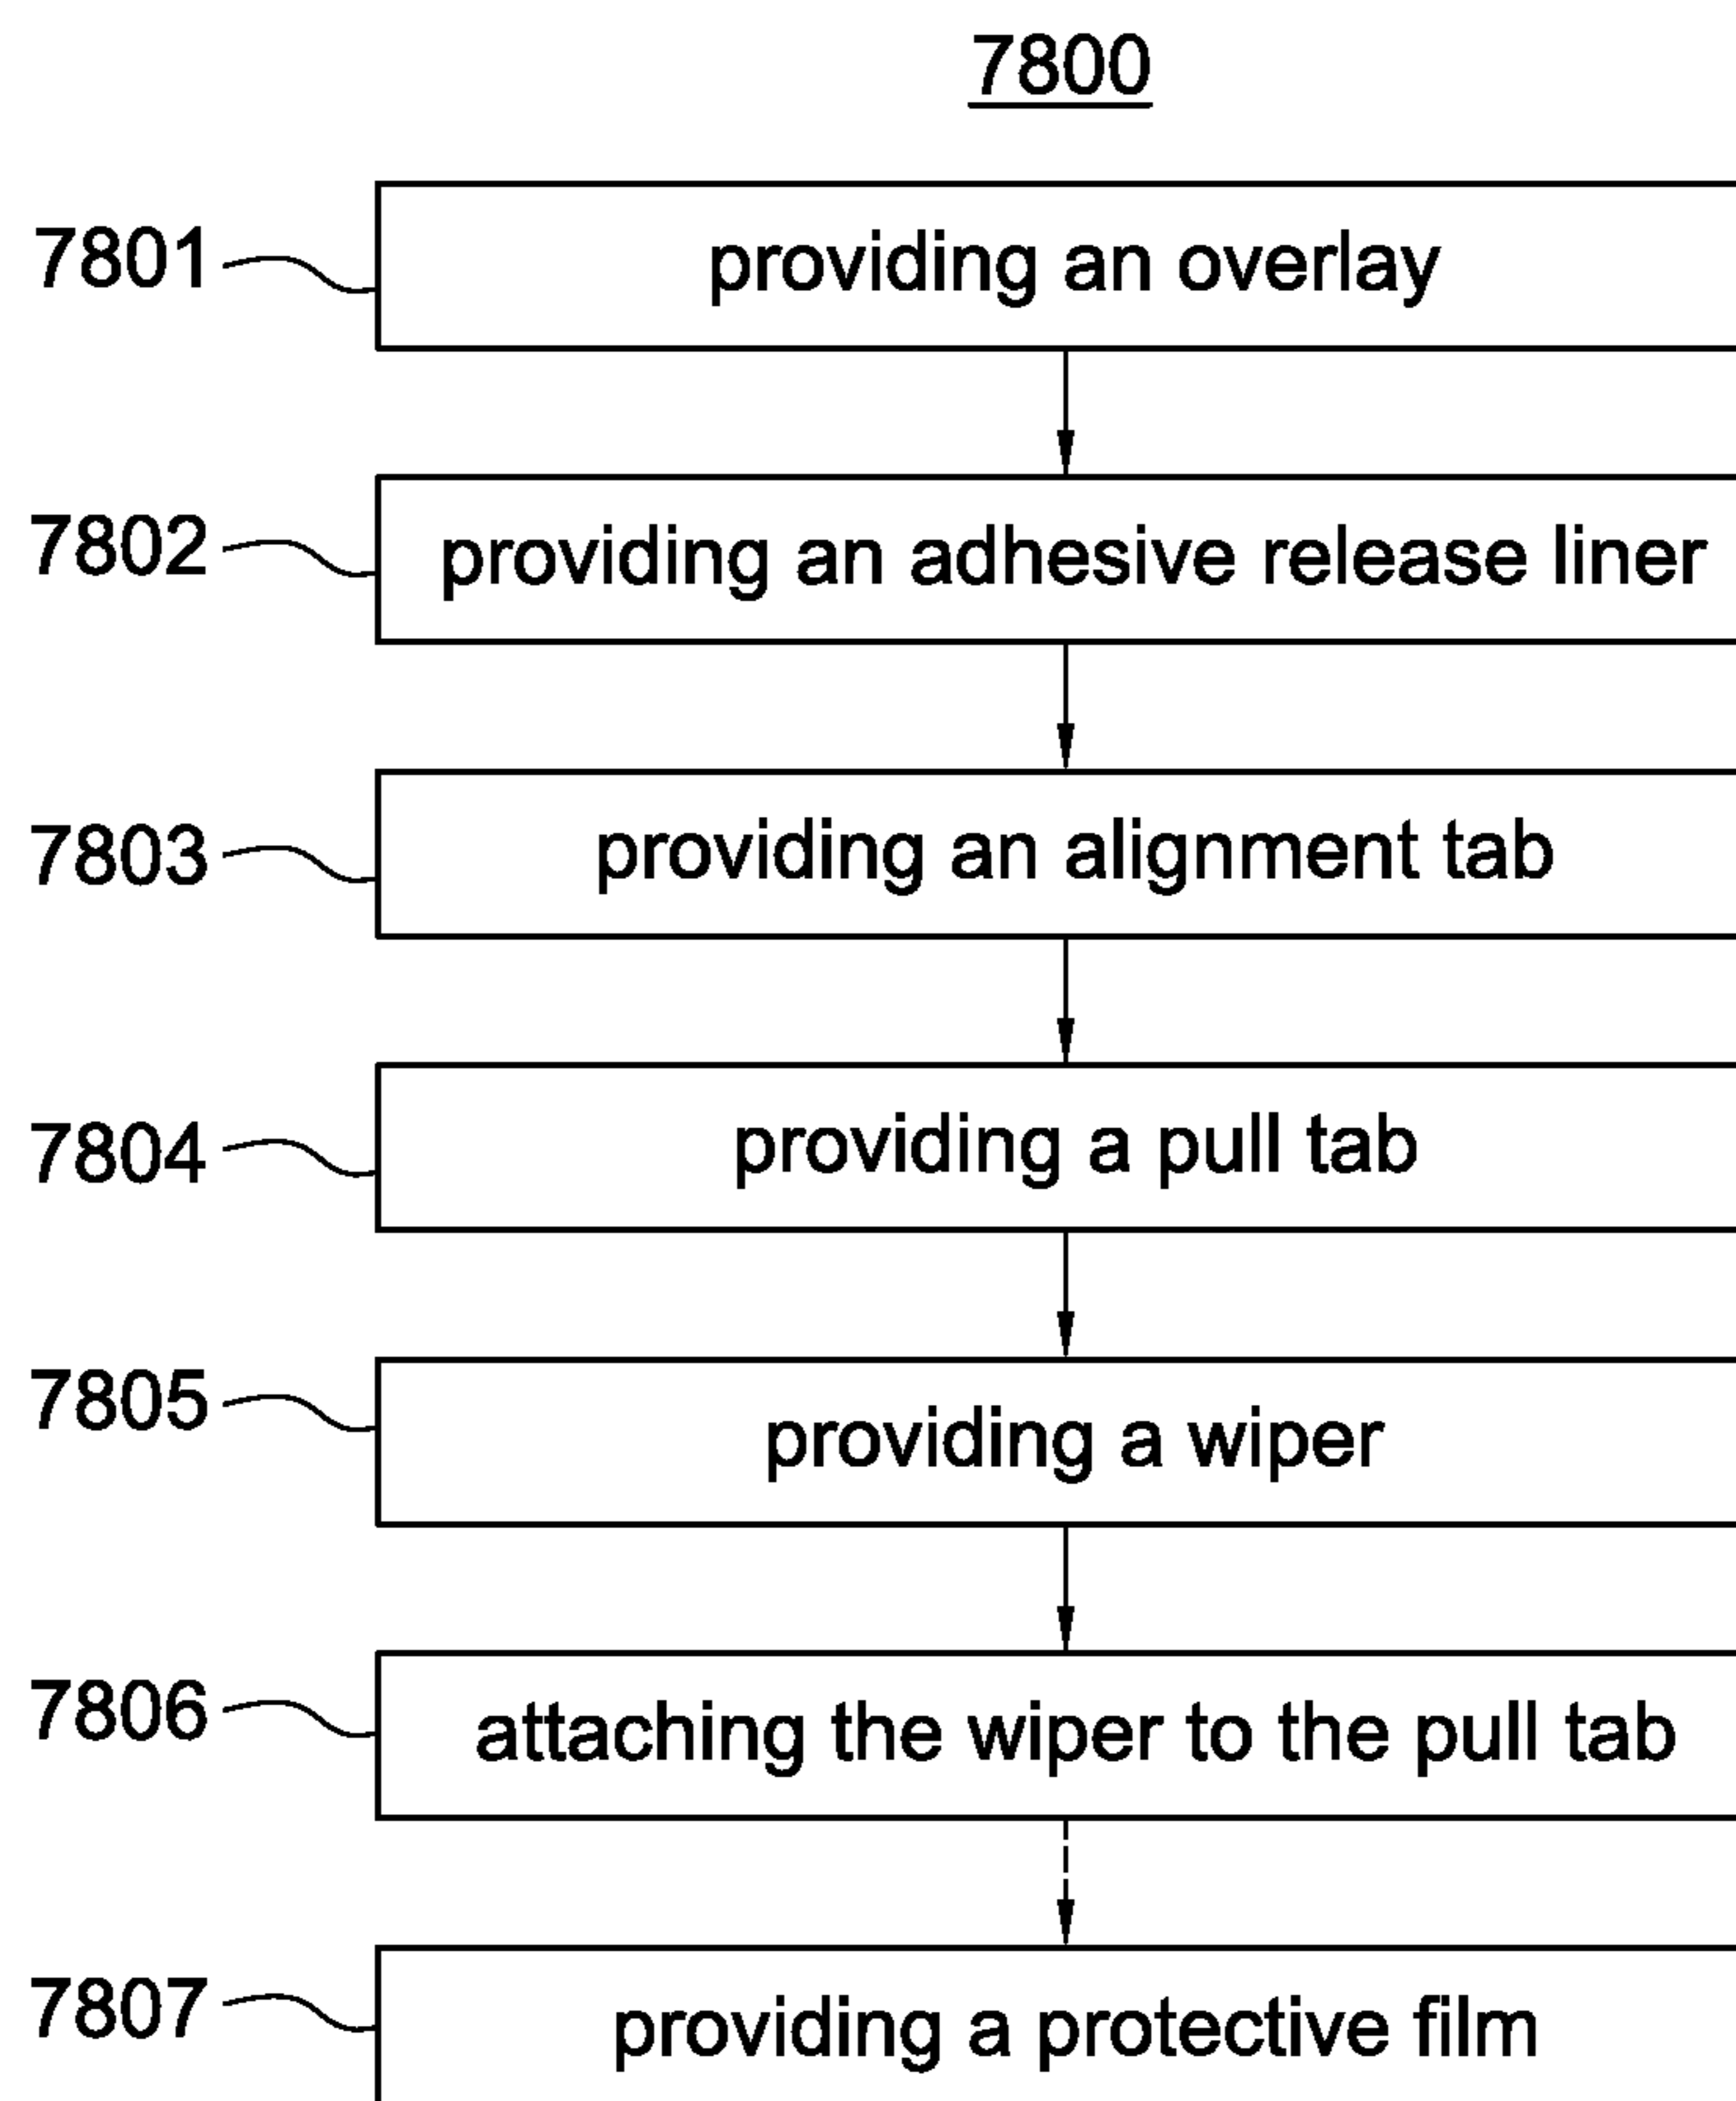 7800
7801 providing an overlay
7802 providing an adhesive release liner
7803 providing an alignment tab
7804 providing a pull tab
7805 providing a wiper
7806 attaching the wiper to the pull tab
7807 providing a protective film